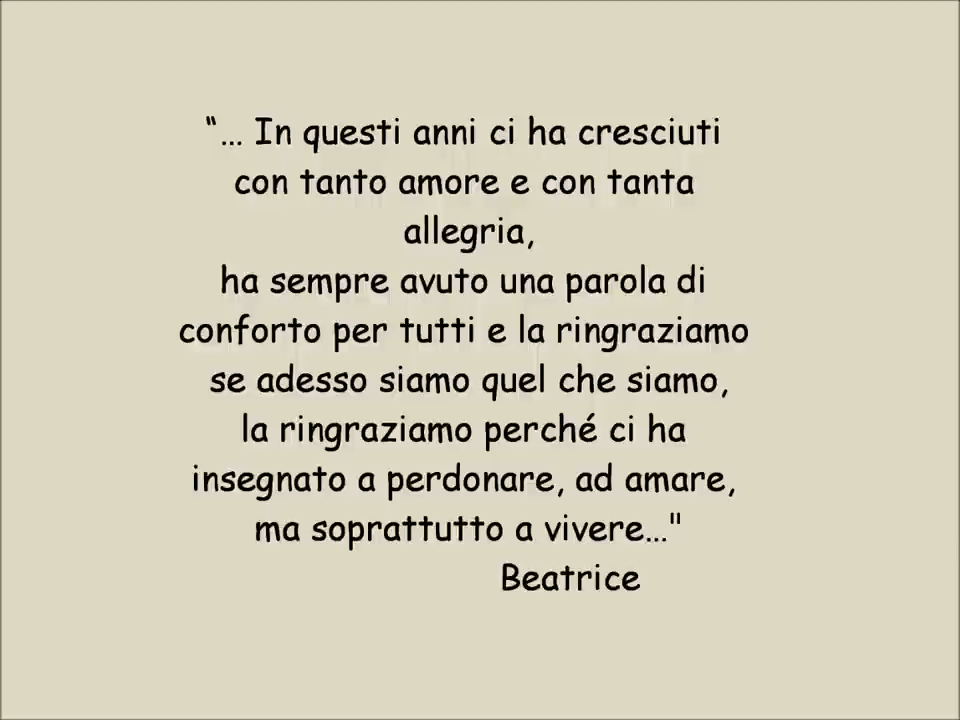 “… In questi anni ci ha cresciuti
con tanto amore e con tanta
allegria,
ha sempre avuto una parola di
conforto per tutti e la ringraziamo
se adesso siamo quel che siamo,
la ringraziamo perché ci ha
insegnato a perdonare, ad amare,
ma soprattutto a vivere…"
Beatrice